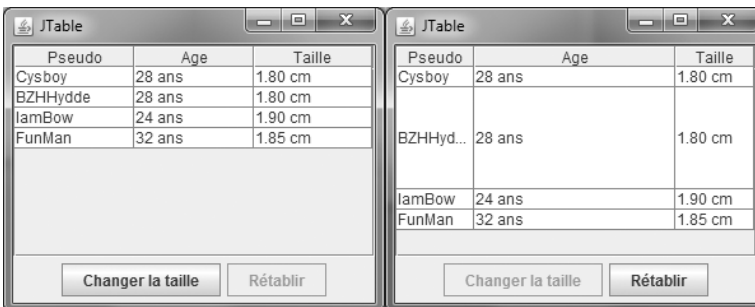 JTable
Pseudo Age Taille
Cysboy 28 ans 1.80 cm
BZHHydde 28 ans 1.80 cm
IamBow 24 ans 1.90 cm
FunMan 32 ans 1.85 cm
Changer la taille Rétablir
JTable
Pseudo Age Taille
Cysboy 28 ans 1.80 cm
BZHHyd... 28 ans 1.80 cm
IamBow 24 ans 1.90 cm
FunMan 32 ans 1.85 cm
Changer la taille Rétablir